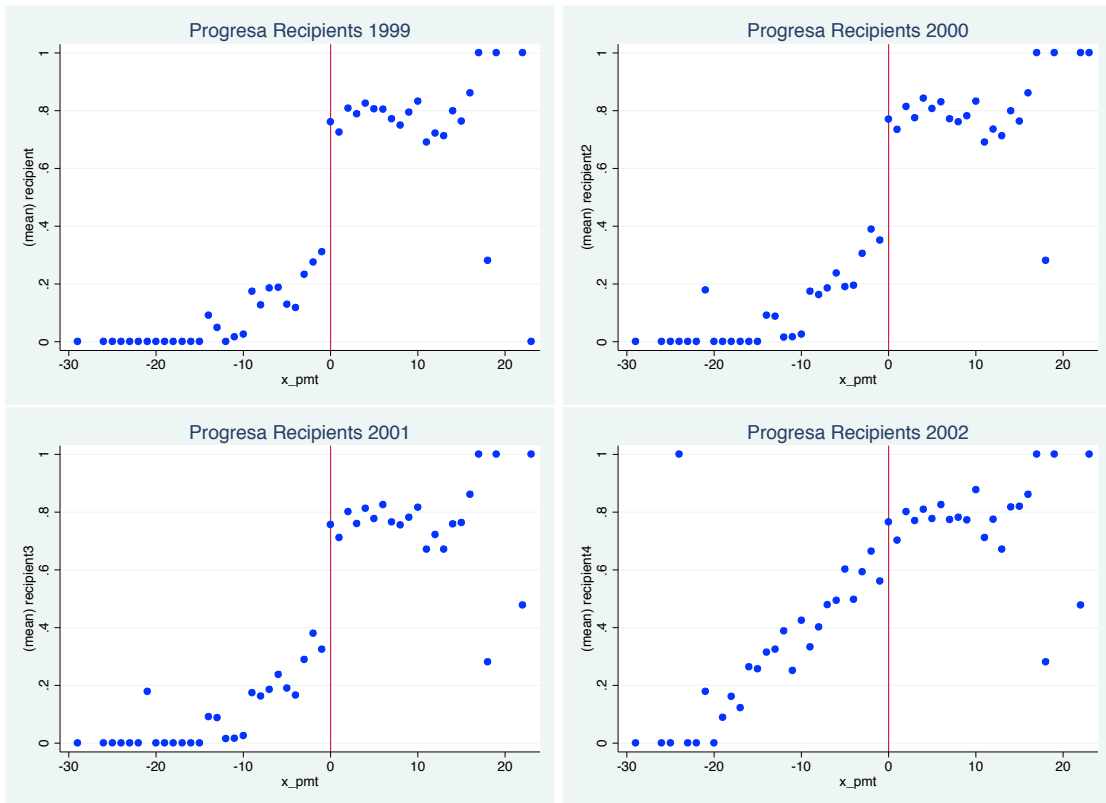 Progresa Recipients 1999
(mean) recipient
1
.8
.6
.4
.2
0
-30 -20 -10 0 10 20
x_pmt
Progresa Recipients 2000
(mean) recipient2
1
.8
.6
.4
.2
0
-30 -20 -10 0 10 20
x_pmt
Progresa Recipients 2001
(mean) recipient3
1
.8
.6
.4
.2
0
-30 -20 -10 0 10 20
x_pmt
Progresa Recipients 2002
(mean) recipient4
1
.8
.6
.4
.2
0
-30 -20 -10 0 10 20
x_pmt